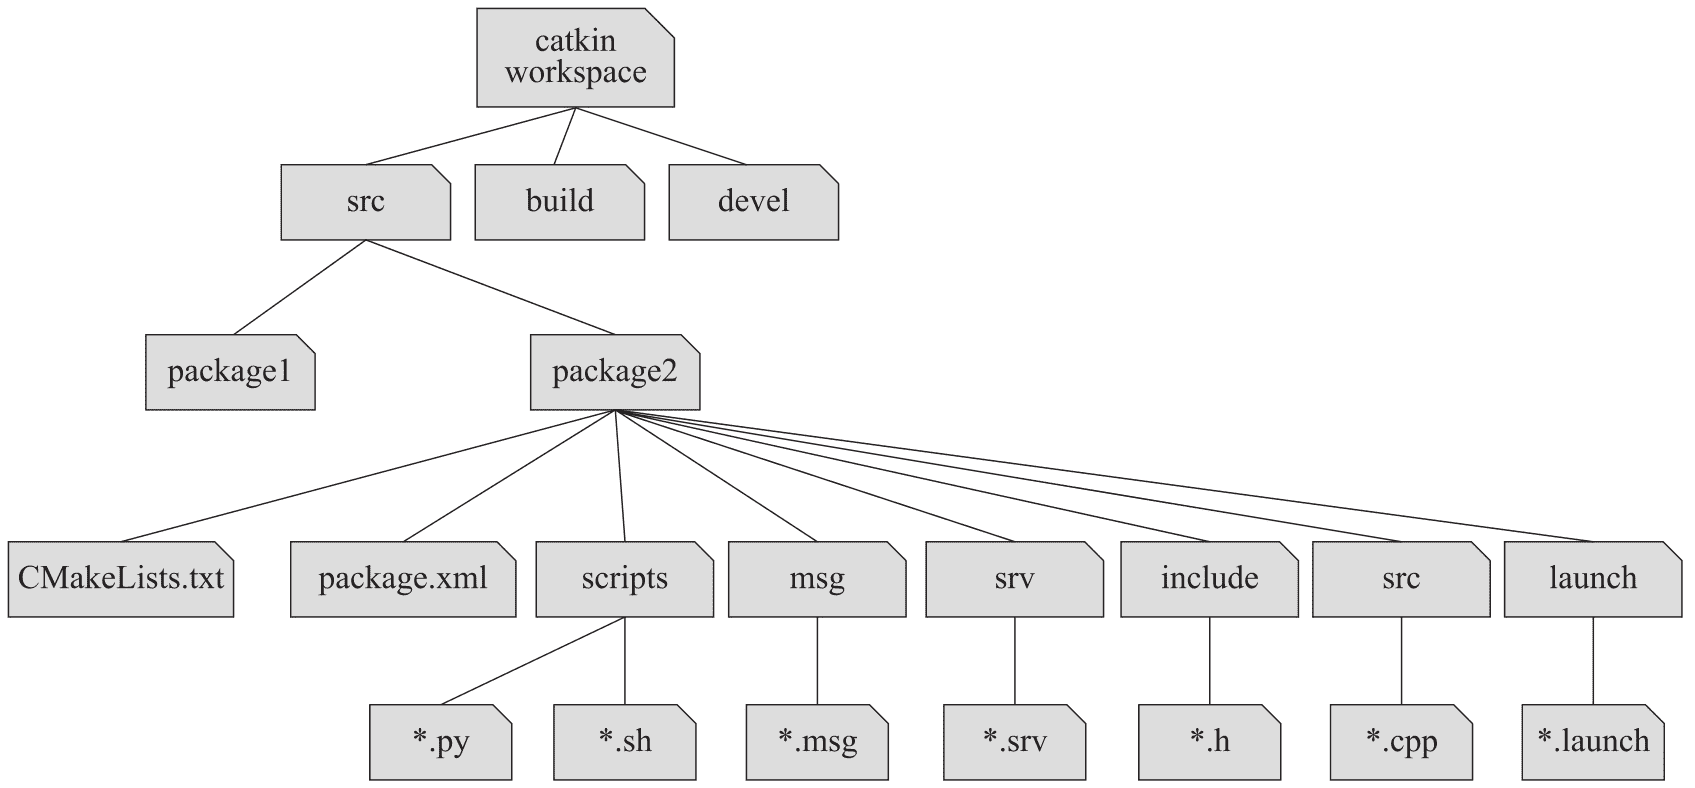 catkin
workspace
src
build
devel
package1
package2
CMakeLists.txt
package.xml
scripts
msg
srv
include
src
launch
*.py
*.sh
*.msg
*.srv
*.h
*.cpp
*.launch